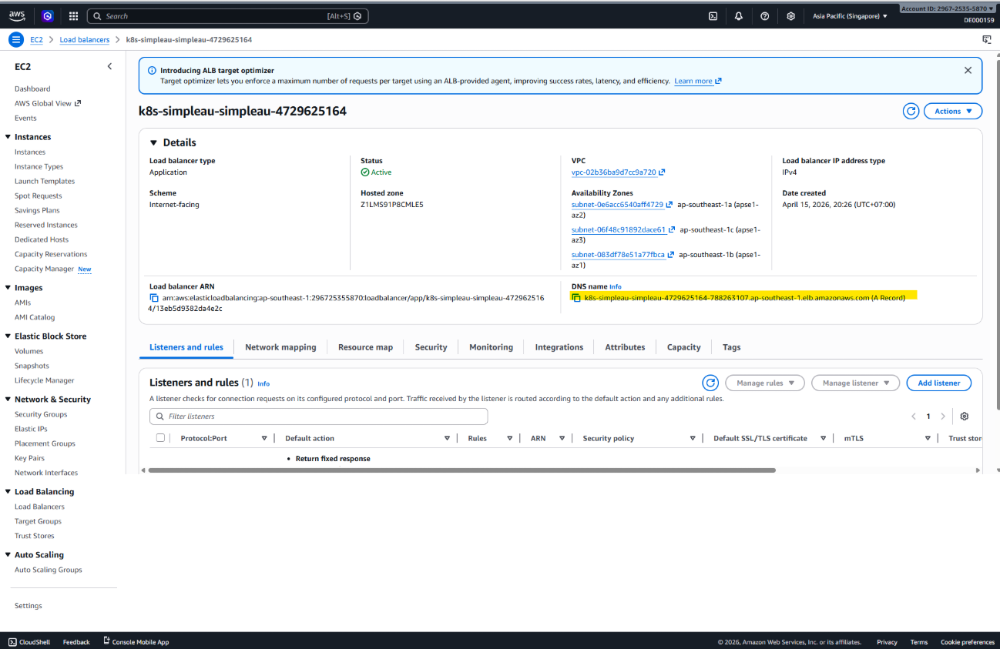 aws
Search [Alt+S]
Asia Pacific (Singapore)
Account ID: 2967-2535-5870
DE000159
EC2 > Load balancers > k8s-simpleau-simpleau-4729625164
EC2
Dashboard
AWS Global View
Events
Instances
Instances
Instance Types
Launch Templates
Spot Requests
Savings Plans
Reserved Instances
Dedicated Hosts
Capacity Reservations
Capacity Manager New
Images
AMIs
AMI Catalog
Elastic Block Store
Volumes
Snapshots
Lifecycle Manager
Network & Security
Security Groups
Elastic IPs
Placement Groups
Key Pairs
Network Interfaces
Load Balancing
Load Balancers
Target Groups
Trust Stores
Auto Scaling
Auto Scaling Groups
Settings
Introducing ALB target optimizer
Target optimizer lets you enforce a maximum number of requests per target using an ALB-provided agent, improving success rates, latency, and efficiency. Learn more
k8s-simpleau-simpleau-4729625164
Actions
Details
Load balancer type
Application
Scheme
Internet-facing
Status
Active
Hosted zone
Z1LMS91P8CMLE5
VPC
vpc-02b36ba9d7cc9a720
Availability Zones
subnet-0e6acc6540aff4729 ap-southeast-1a (apse1-
az2)
subnet-06f48c91892dace61 ap-southeast-1c (apse1-
az3)
subnet-083df78e51a77fbca ap-southeast-1b (apse1-
az1)
Load balancer IP address type
IPv4
Date created
April 15, 2026, 20:26 (UTC+07:00)
Load balancer ARN
arn:aws:elasticloadbalancing:ap-southeast-1:296725355870:loadbalancer/app/k8s-simpleau-simpleau-472962516
4/13eb5d9382da4e2c
DNS name Info
k8s-simpleau-simpleau-4729625164-788263107.ap-southeast-1.elb.amazonaws.com (A Record)
Listeners and rules
Network mapping
Resource map
Security
Monitoring
Integrations
Attributes
Capacity
Tags
Listeners and rules (1) Info
Manage rules
Manage listener
Add listener
A listener checks for connection requests on its configured protocol and port. Traffic received by the listener is routed according to the default action and any additional rules.
Filter listeners
1
Protocol:Port
Default action
Rules
ARN
Security policy
Default SSL/TLS certificate
mTLS
Trust stor
• Return fixed response
CloudShell
Feedback
Console Mobile App
© 2026, Amazon Web Services, Inc. or its affiliates.
Privacy
Terms
Cookie preferences